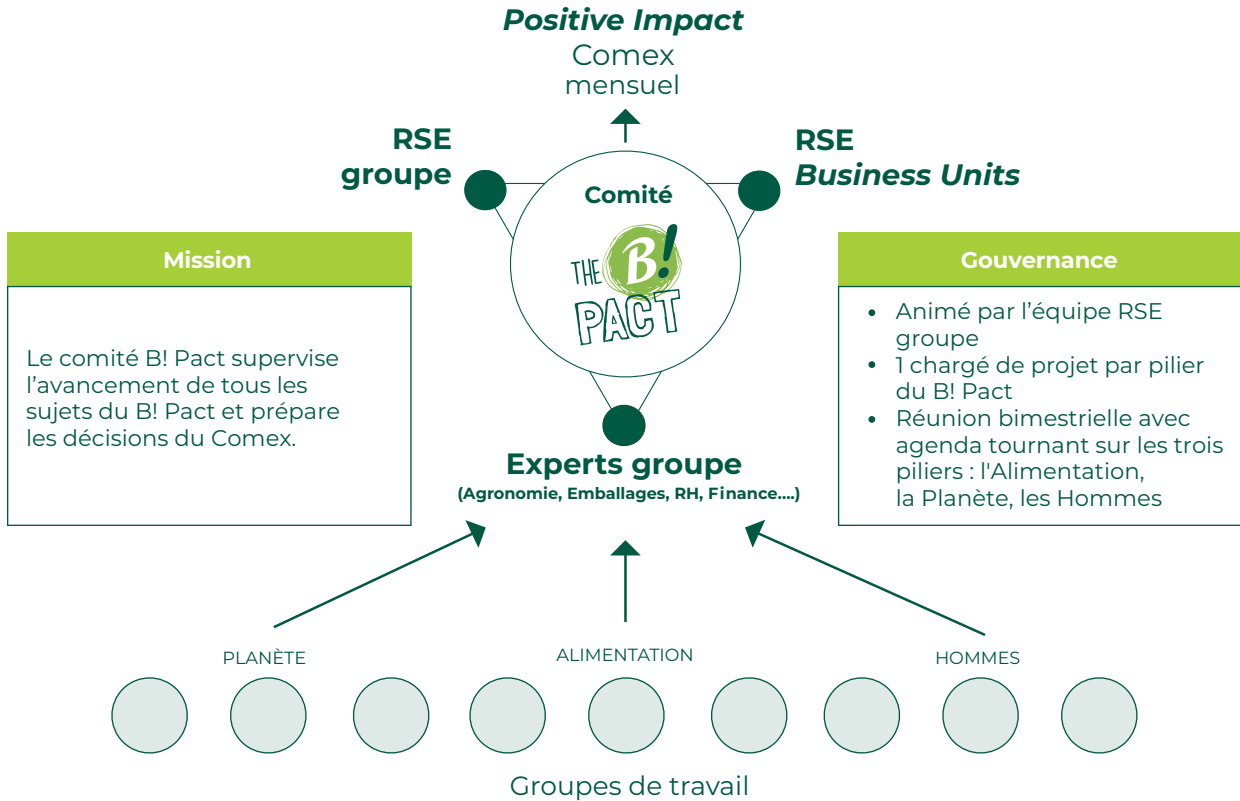 Positive Impact
Comex
mensuel
RSE
groupe
RSE
Business Units
Comité
THE B!
PACT
Mission
Le comité B! Pact supervise
l'avancement de tous les
sujets du B! Pact et prépare
les décisions du Comex.
Gouvernance
• Animé par l'équipe RSE
groupe
• 1 chargé de projet par pilier
du B! Pact
• Réunion bimestrielle avec
agenda tournant sur les trois
piliers : l'Alimentation,
la Planète, les Hommes
Experts groupe
(Agronomie, Emballages, RH, Finance....)
PLANÈTE
ALIMENTATION
HOMMES
Groupes de travail